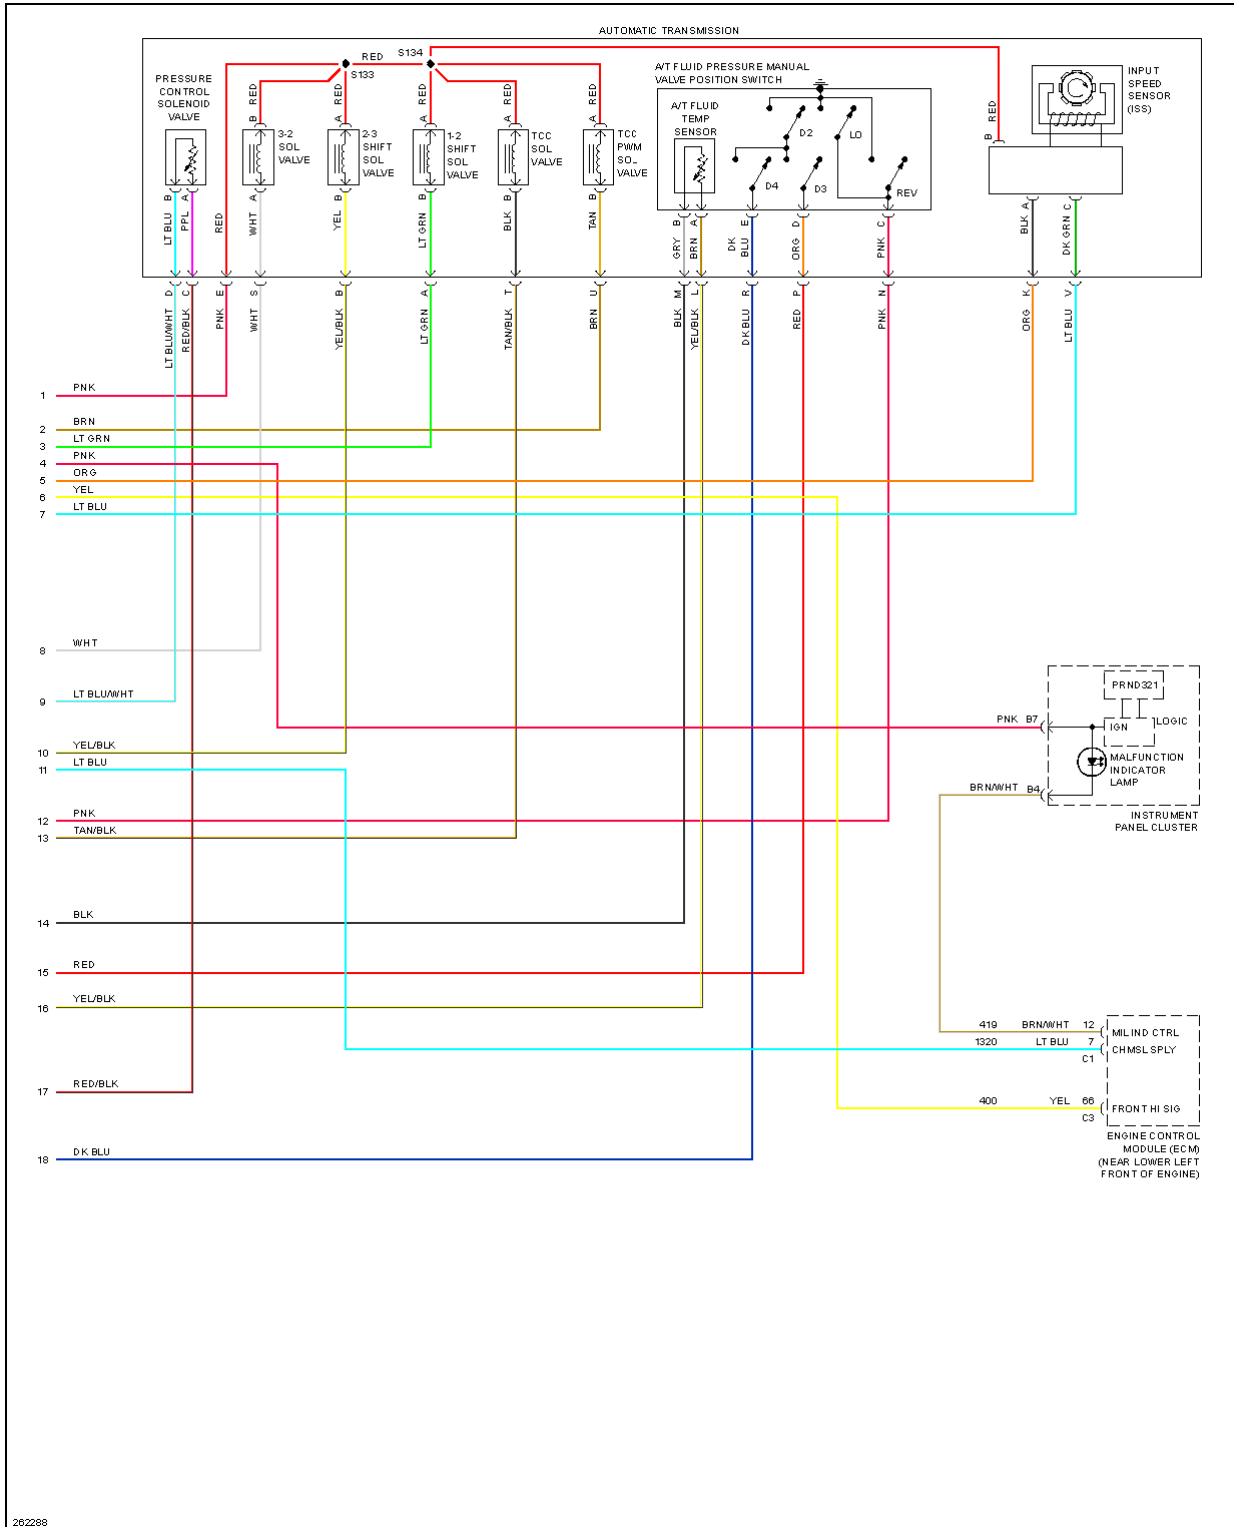 AUTOMATIC TRANSMISSION
RED
S134
S133
PRESSURE
CONTROL
SOLENOID
VALVE
A/T FLUID PRESSURE MANUAL
VALVE POSITION SWITCH
INPUT
SPEED
SENSOR
(ISS)
B RED
A RED
A RED
A RED
A RED
B RED
3-2
SOL
VALVE
2-3
SHIFT
SOL
VALVE
1-2
SHIFT
SOL
VALVE
TCC
SOL
VALVE
TCC
PWM
SOL
VALVE
A/T FLUID
TEMP
SENSOR
D2
LO
D4
D3
REV
LT BLU B
PPL A
RED
WHT A
YEL B
LT GRN B
BLK B
TAN B
GRY B
BRN A
DK
BLU E
ORG D
PNK C
BLK A
DK GRN C
LT BLU/WHT D
RED/BLK C
PNK E
WHT S
YEL/BLK B
LT GRN A
TAN/BLK T
BRN U
BLK M
YEL/BLK L
DK BLU R
RED P
PNK N
ORG K
LT BLU V
1 PNK
2 BRN
3 LT GRN
4 PNK
5 ORG
6 YEL
7 LT BLU
8 WHT
9 LT BLU/WHT
10 YEL/BLK
11 LT BLU
12 PNK
13 TAN/BLK
14 BLK
15 RED
16 YEL/BLK
17 RED/BLK
18 DK BLU
PRND321
PNK B7
IGN
LOGIC
MALFUNCTION
INDICATOR
LAMP
BRN/WHT B4
INSTRUMENT
PANEL CLUSTER
419 BRN/WHT 12 MIL IND CTRL
1320 LT BLU 7 CHMSL SPLY
C1
400 YEL 66 FRONT HI SIG
C3
ENGINE CONTROL
MODULE (ECM)
(NEAR LOWER LEFT
FRONT OF ENGINE)
262288